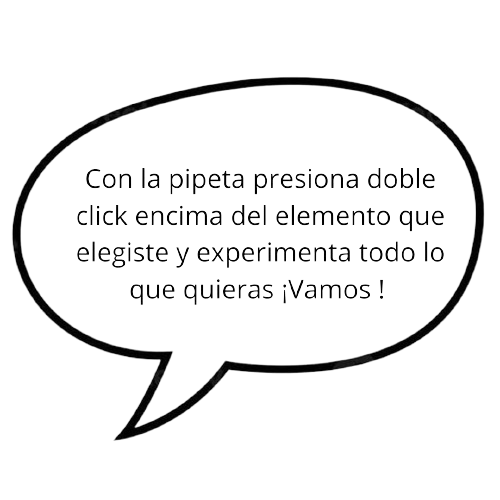 Con la pipeta presiona doble
click encima del elemento que
elegiste y experimenta todo lo
que quieras ¡Vamos !